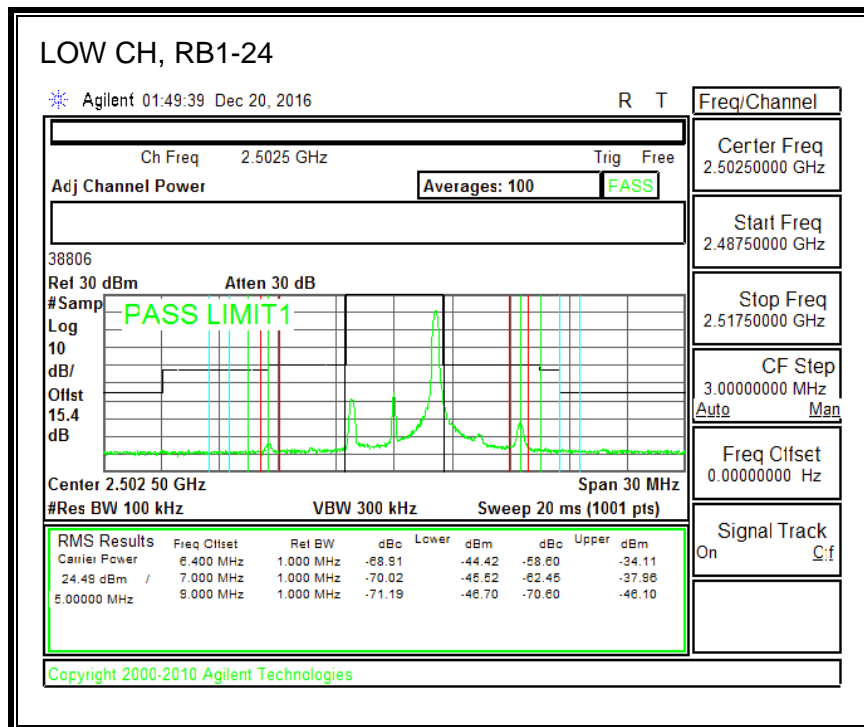 LOW CH, RB1-24
Agilent 01:49:39 Dec 20, 2016 R T
Freq/Channel
Ch Freq 2.5025 GHz Trig Free
Adj Channel Power Averages: 100 PASS
Center Freq
2.50250000 GHz
Start Freq
2.48750000 GHz
38806
Ref 30 dBm Atten 30 dB
#Samp
Log
10
dB/
Offst
15.4
dB
PASS LIMIT1
Stop Freq
2.51750000 GHz
CF Step
3.00000000 MHz
Auto Man
Freq Offset
0.00000000 Hz
Center 2.502 50 GHz Span 30 MHz
#Res BW 100 kHz VBW 300 kHz Sweep 20 ms (1001 pts)
Signal Track
On Off
RMS Results Freq Offset Ref BW dBc Lower dBm dBc Upper dBm
Carrier Power 6.400 MHz 1.000 MHz -68.91 -44.42 -58.60 -34.11
24.49 dBm / 7.000 MHz 1.000 MHz -70.02 -45.52 -62.45 -37.96
5.00000 MHz 9.000 MHz 1.000 MHz -71.19 -46.70 -70.60 -46.10
Copyright 2000-2010 Agilent Technologies